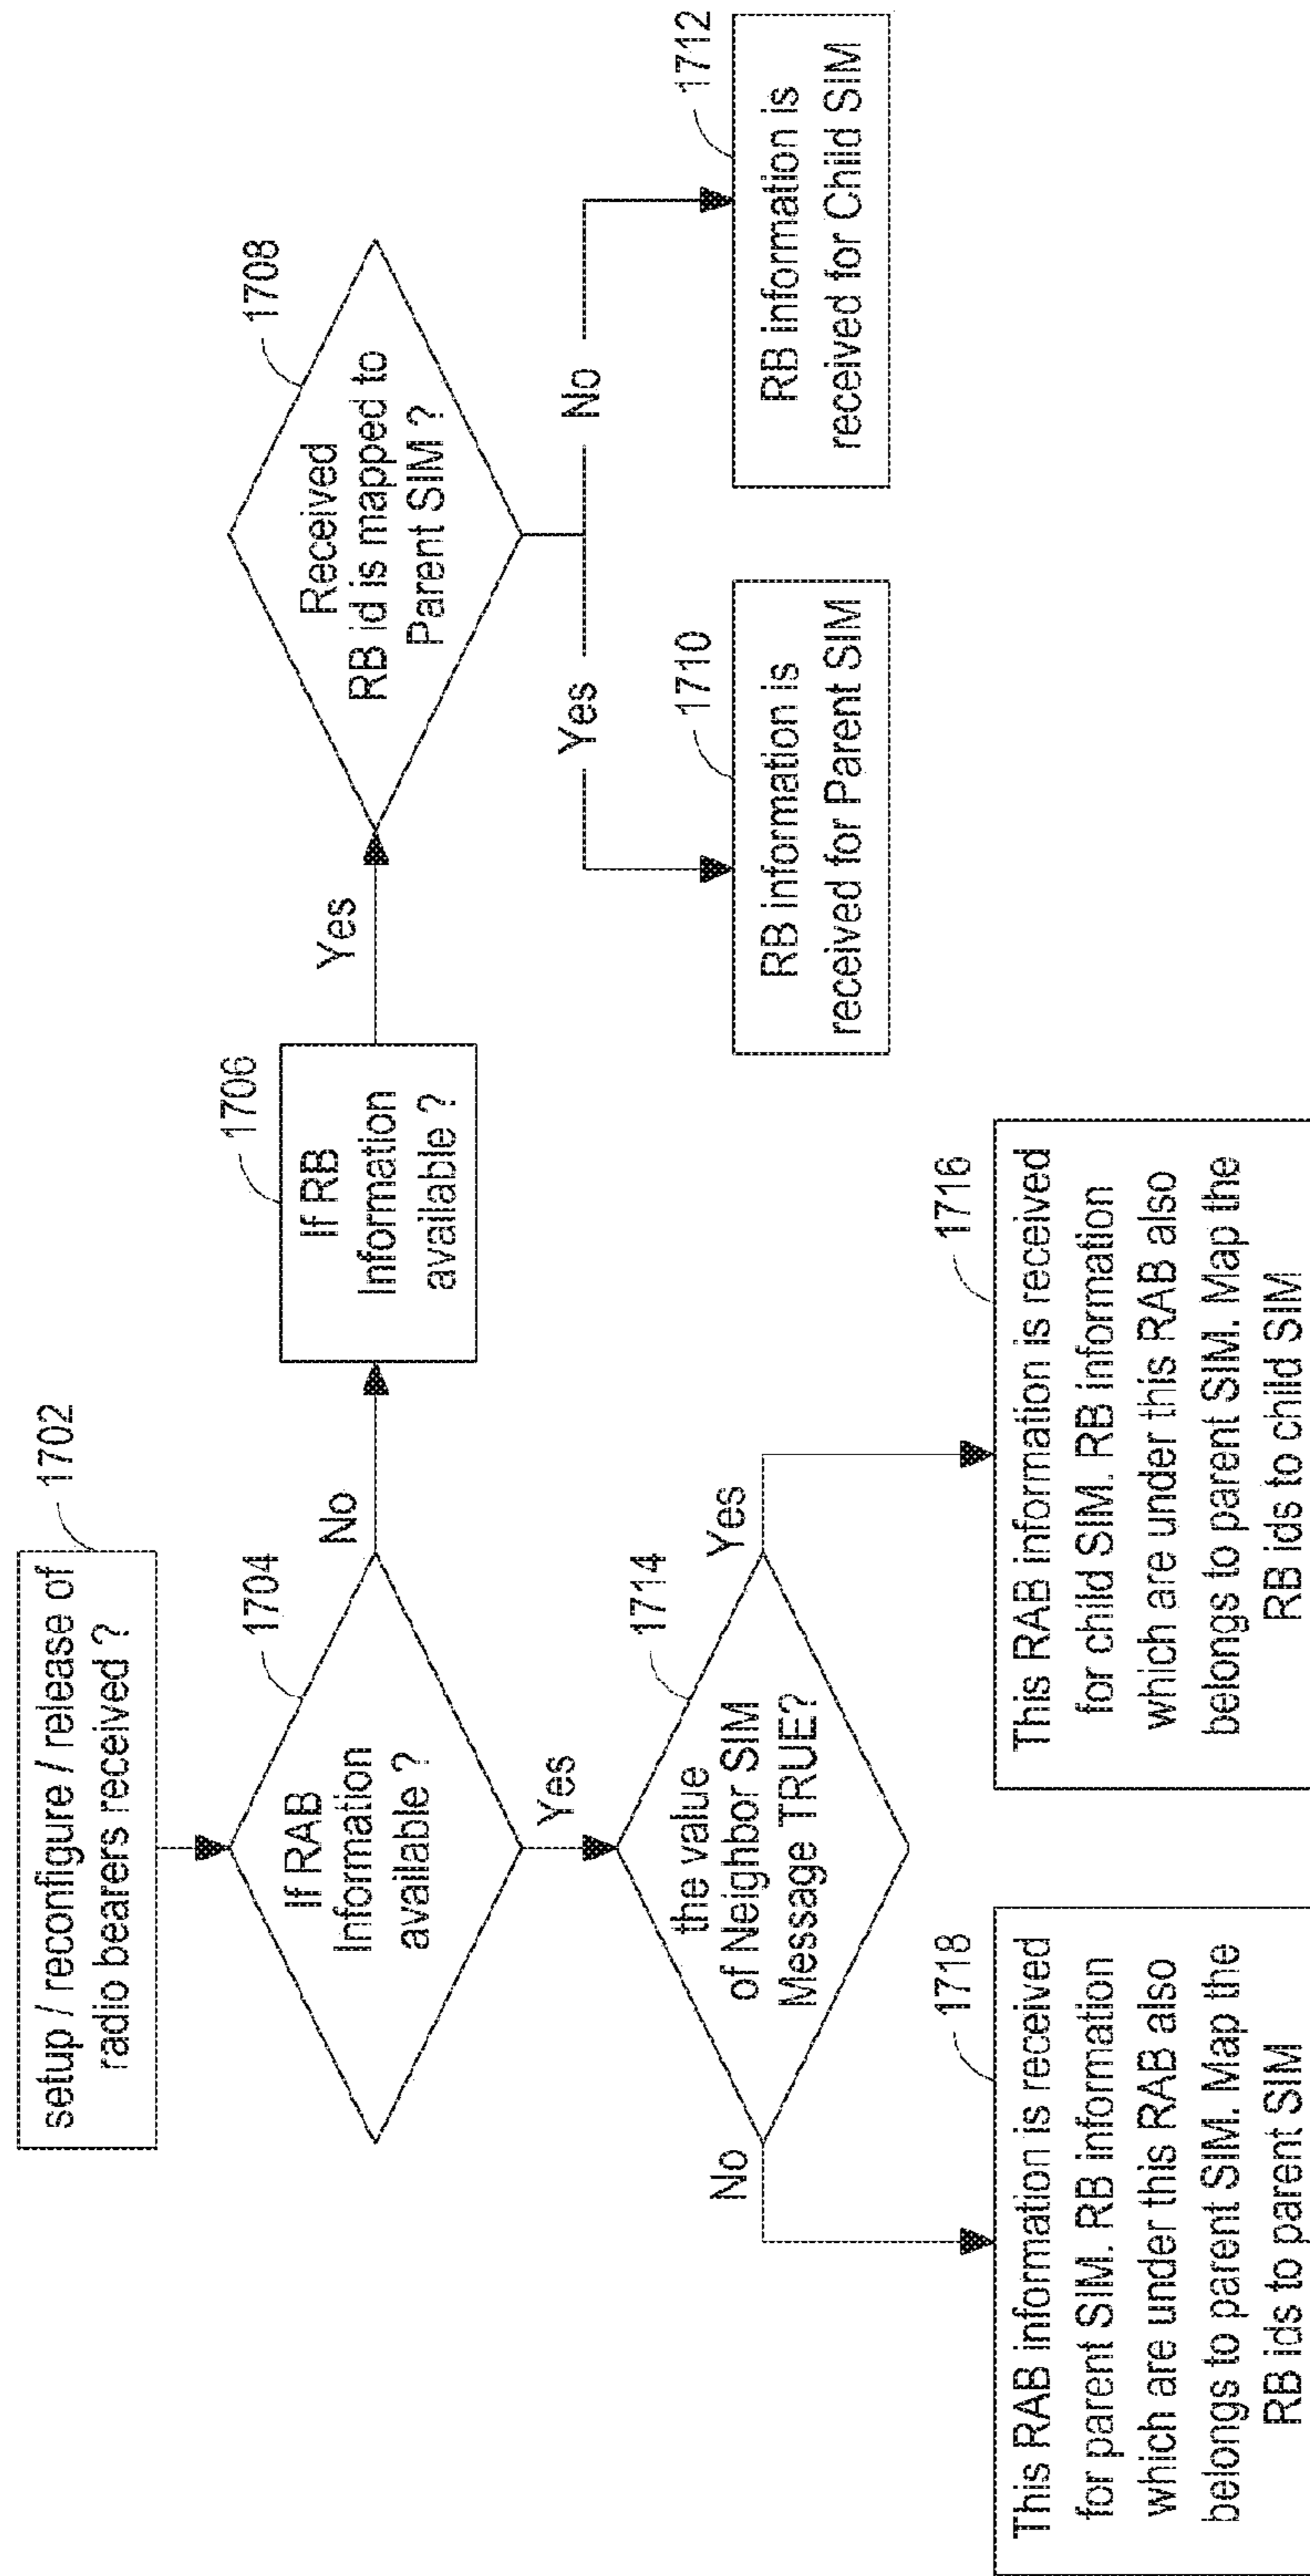 setup / reconfigure / release of
radio bearers received ?
1702
If RAB
Information
available ?
1704
No
Yes
If RB
Information
available ?
1706
Yes
Received
RB id is mapped to
Parent SIM ?
1708
Yes
No
RB information is
received for Parent SIM
1710
RB information is
received for Child SIM
1712
the value
of Neighbor SIM
Message TRUE?
1714
No
Yes
This RAB information is received
for parent SIM. RB information
which are under this RAB also
belongs to parent SIM. Map the
RB ids to parent SIM
1718
This RAB information is received
for child SIM. RB information
which are under this RAB also
belongs to parent SIM. Map the
RB ids to child SIM
1716